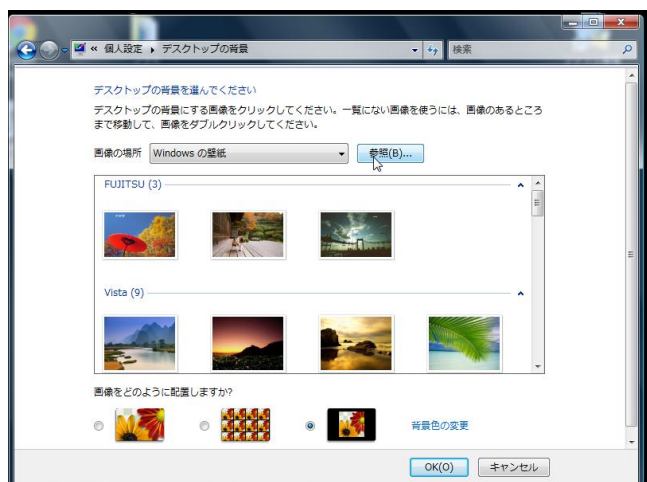 « 個人設定 ▸ デスクトップの背景
検索
デスクトップの背景を選んでください
デスクトップの背景にする画像をクリックしてください。一覧にない画像を使うには、画像のあるところ
まで移動して、画像をダブルクリックしてください。
画像の場所 Windows の壁紙 参照(B)...
FUJITSU (3)
Vista (9)
画像をどのように配置しますか?
背景色の変更
OK(O) キャンセル